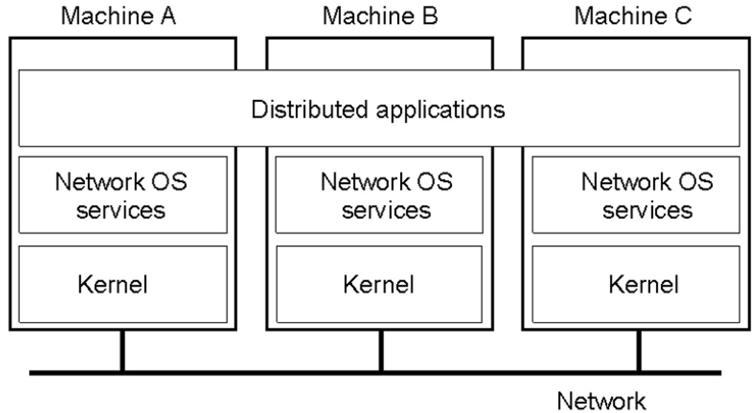 Machine A
Machine B
Machine C
Distributed applications
Network OS
services
Network OS
services
Network OS
services
Kernel
Kernel
Kernel
Network